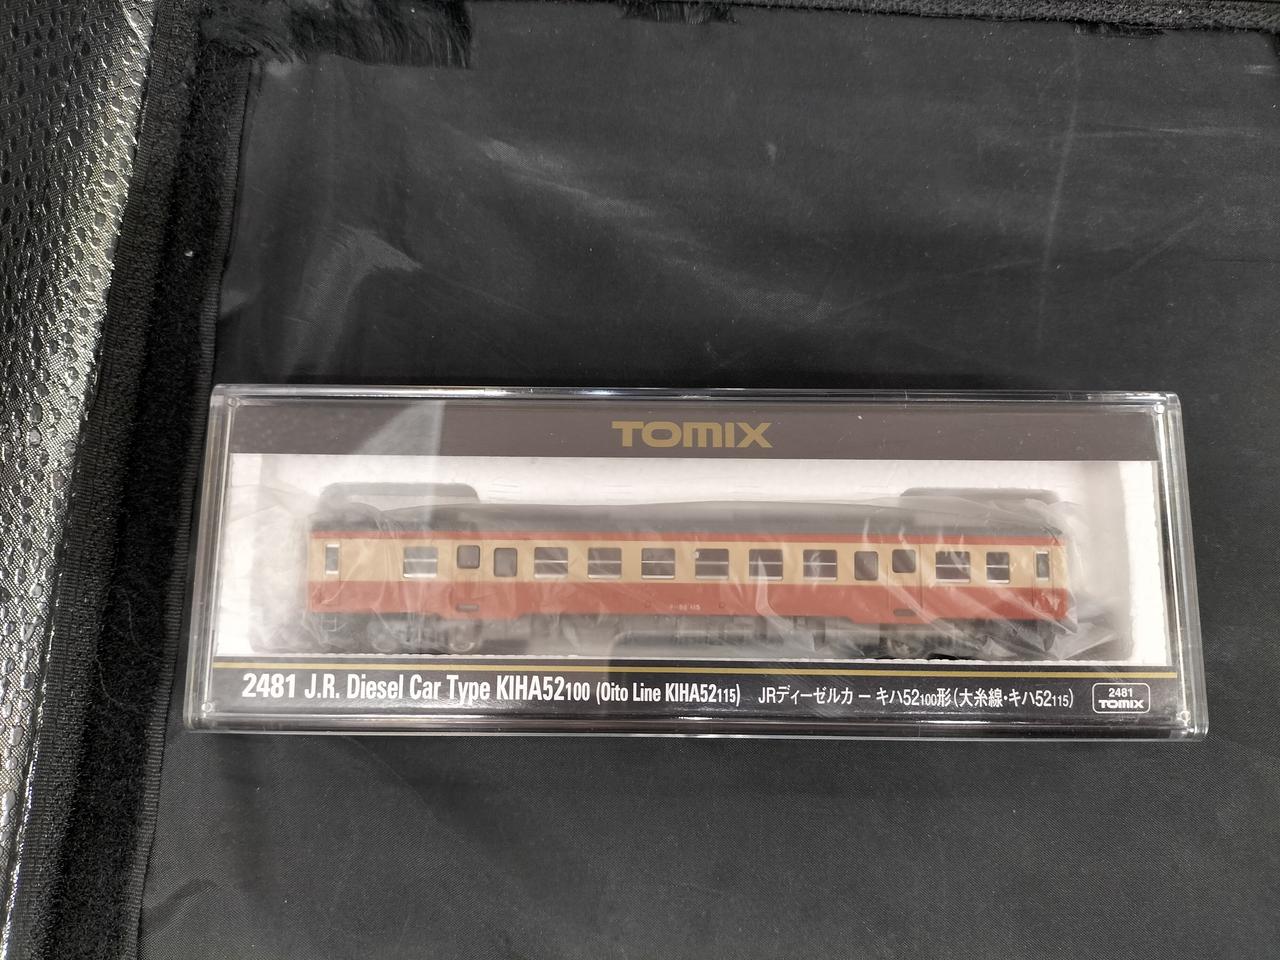 TOMIX
2481 J.R. Diesel Car Type KIHA52100 (Oito Line KIHA52115) JRディーゼルカー キハ52100形(大糸線・キハ52115)
2481
TOMIX